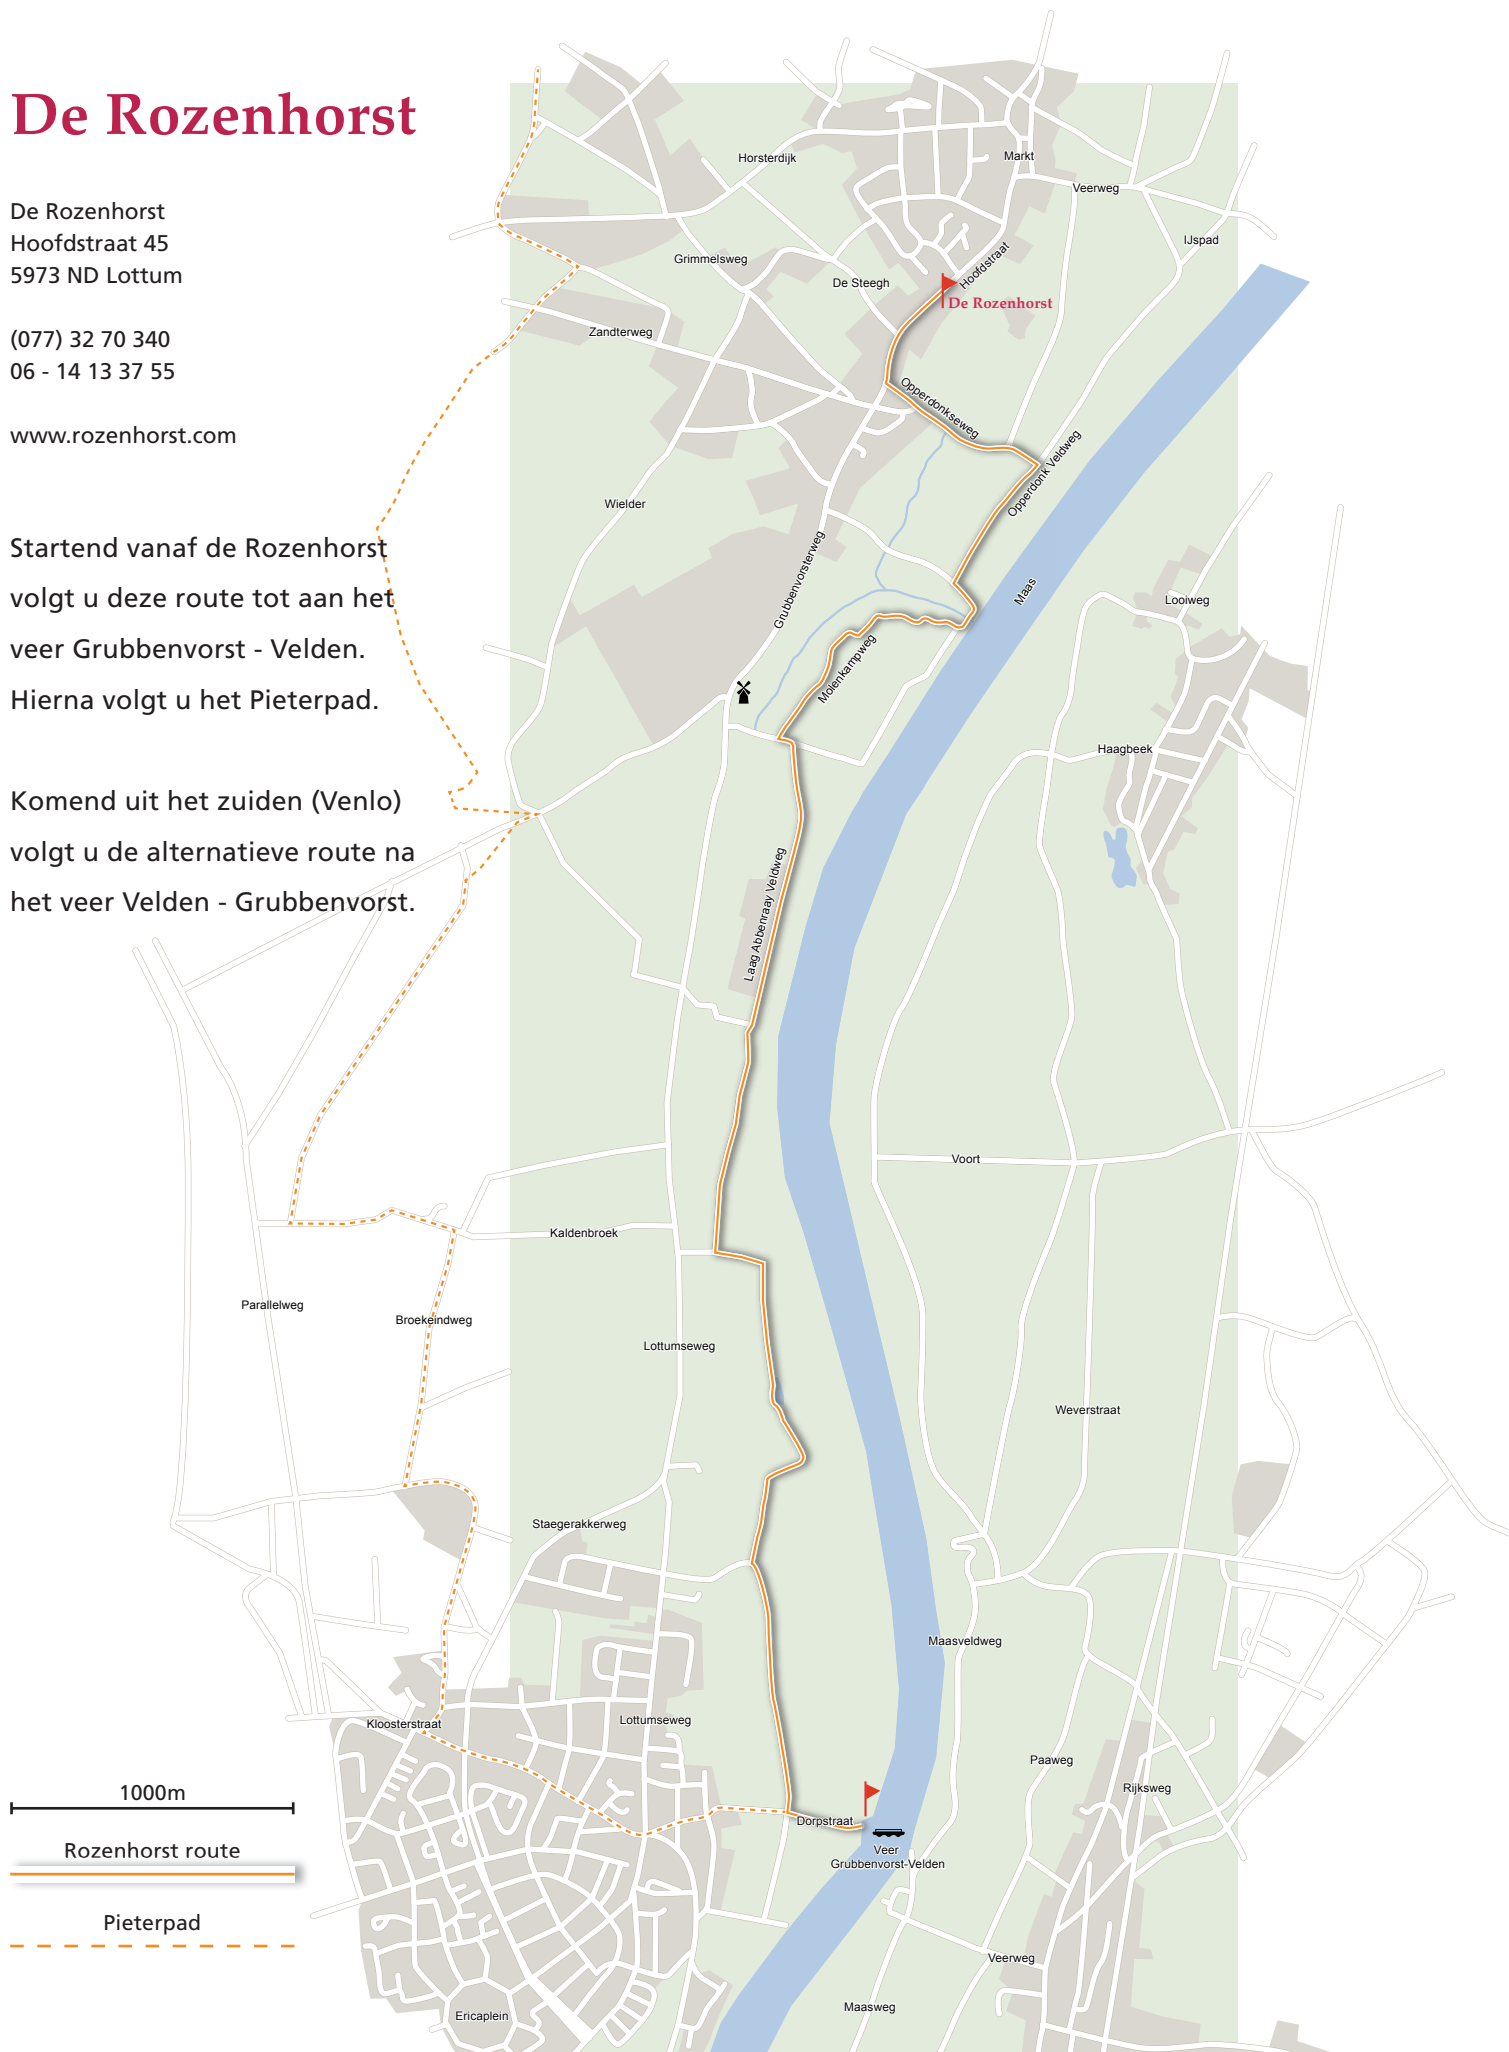 De Rozenhorst
De Rozenhorst
Hoofdstraat 45
5973 ND Lottum
(077) 32 70 340
06 - 14 13 37 55
www.rozenhorst.com
Startend vanaf de Rozenhorst
volgt u deze route tot aan het
veer Grubbenvorst - Velden.
Hierna volgt u het Pieterpad.
Komend uit het zuiden (Venlo)
volgt u de alternatieve route na
het veer Velden - Grubbenvorst.
Horsterdijk
Markt
Veerweg
IJspad
Grimmelsweg
De Steegh
Hoofdstraat
De Rozenhorst
Zandterweg
Opperdonkseweg
Opperdonk Veldweg
Wielder
Grubbenvorsterweg
Maas
Looiweg
Molenkampweg
Haagbeek
Laag Abbenraay Veldweg
Voort
Kaldenbroek
Parallelweg
Broekeindweg
Lottumseweg
Weverstraat
Staegerakkerweg
Maasveldweg
Kloosterstraat
Lottumseweg
Paaweg
Rijksweg
Dorpstraat
Veer
Grubbenvorst-Velden
Veerweg
Maasweg
Ericaplein
1000m
Rozenhorst route
Pieterpad